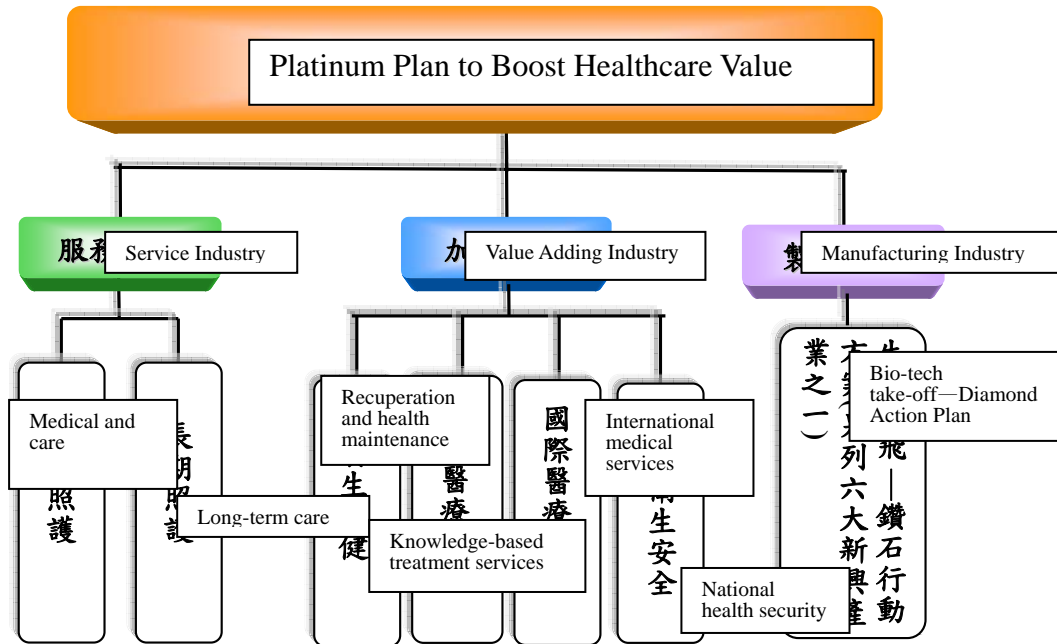 Platinum Plan to Boost Healthcare Value
服務
Service Industry
加
Value Adding Industry
製
Manufacturing Industry
照護
Medical and
care
長期照護
Long-term care
生
健
Recuperation
and health
maintenance
醫療
Knowledge-based
treatment services
國際醫療
International
medical
services
生安全
National
health security
飛—鑽石行動
列六大新興產
業之一)
Bio-tech
take-off—Diamond
Action Plan